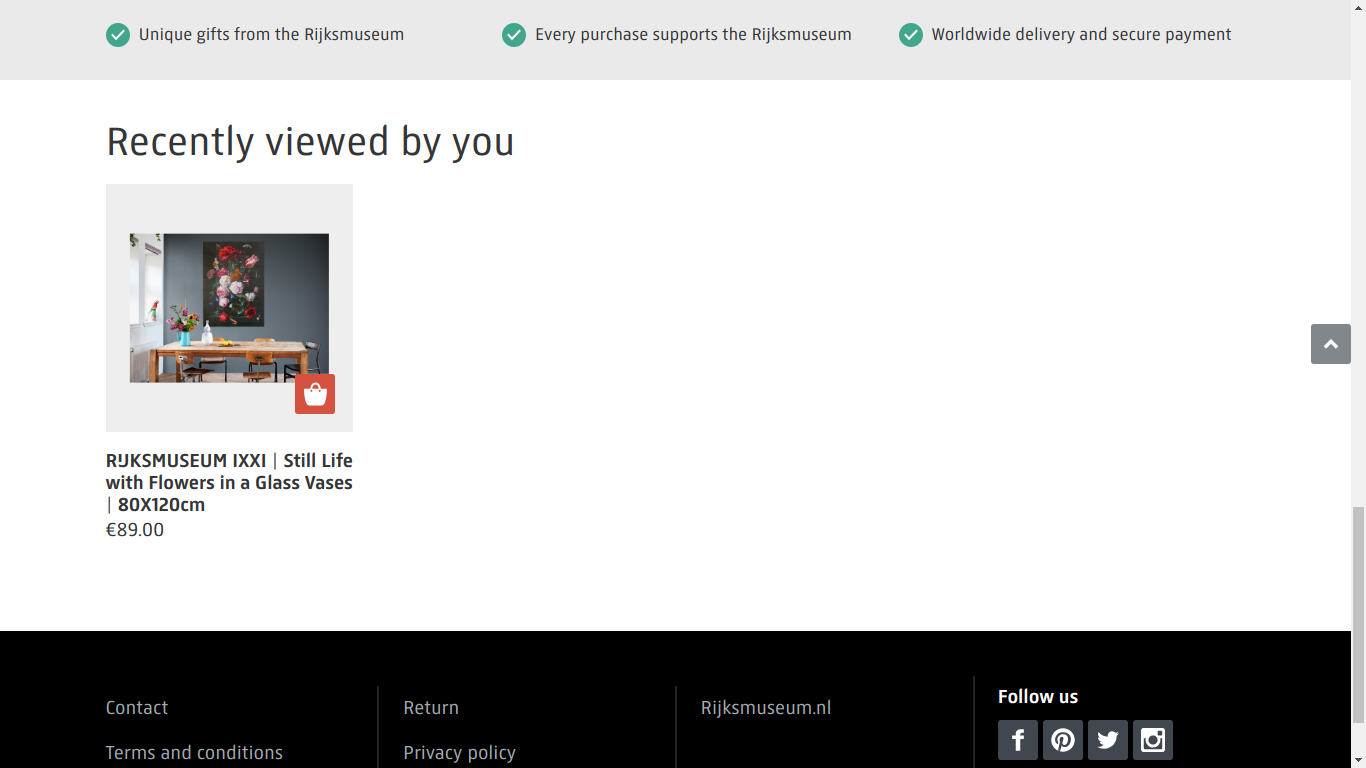 Unique gifts from the Rijksmuseum
Every purchase supports the Rijksmuseum
Worldwide delivery and secure payment
Recently viewed by you
RIJKSMUSEUM IXXI | Still Life
with Flowers in a Glass Vases
| 80X120cm
€89.00
Contact
Return
Rijksmuseum.nl
Follow us
Terms and conditions
Privacy policy